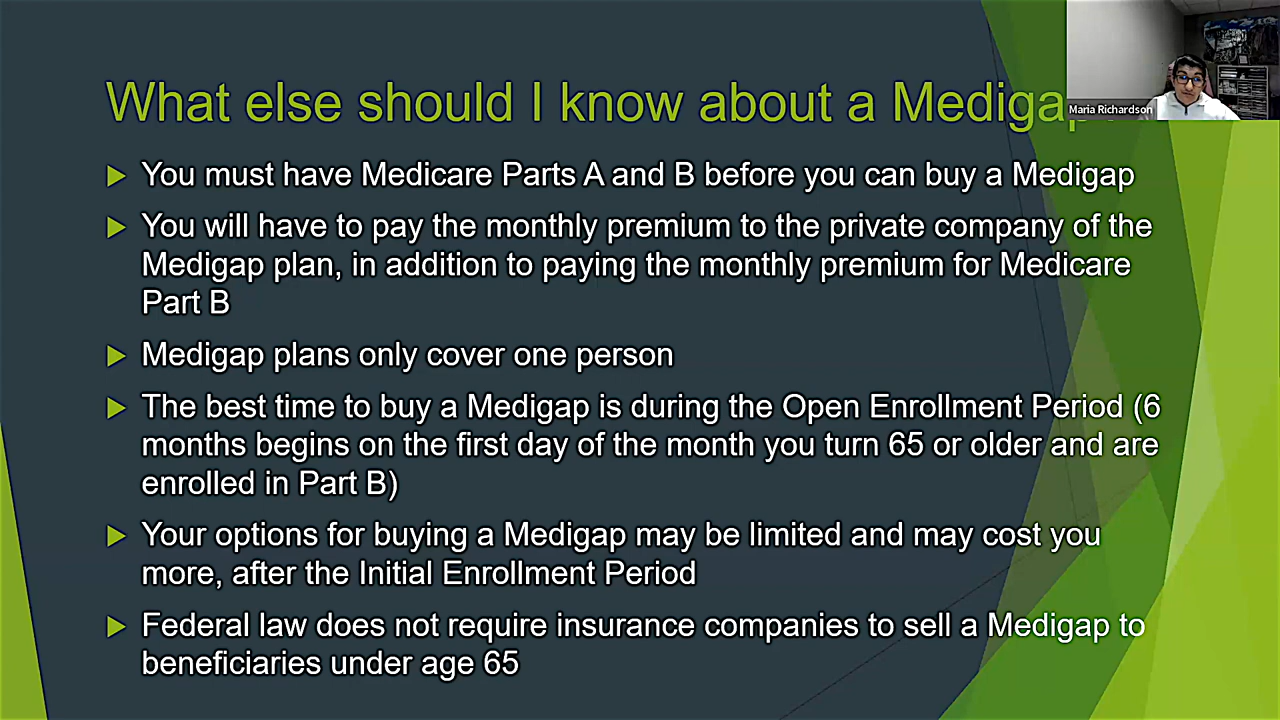 What else should I know about a Medigap
Maria Richardson
You must have Medicare Parts A and B before you can buy a Medigap
You will have to pay the monthly premium to the private company of the
Medigap plan, in addition to paying the monthly premium for Medicare
Part B
Medigap plans only cover one person
The best time to buy a Medigap is during the Open Enrollment Period (6
months begins on the first day of the month you turn 65 or older and are
enrolled in Part B)
Your options for buying a Medigap may be limited and may cost you
more, after the Initial Enrollment Period
Federal law does not require insurance companies to sell a Medigap to
beneficiaries under age 65